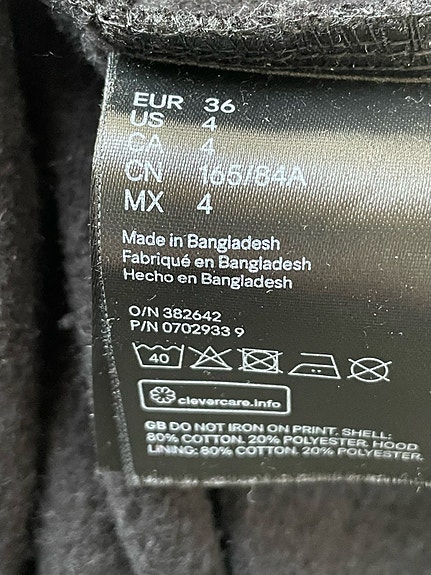 EUR 36
US 4
CA 4
CN 165/84A
MX 4
Made in Bangladesh
Fabriqué en Bangladesh
Hecho en Bangladesh
O/N 382642
P/N 0702933 9
40
clevercare.info
GB DO NOT IRON ON PRINT. SHELL:
80% COTTON. 20% POLYESTER. HOOD
LINING: 80% COTTON. 20% POLYESTER.